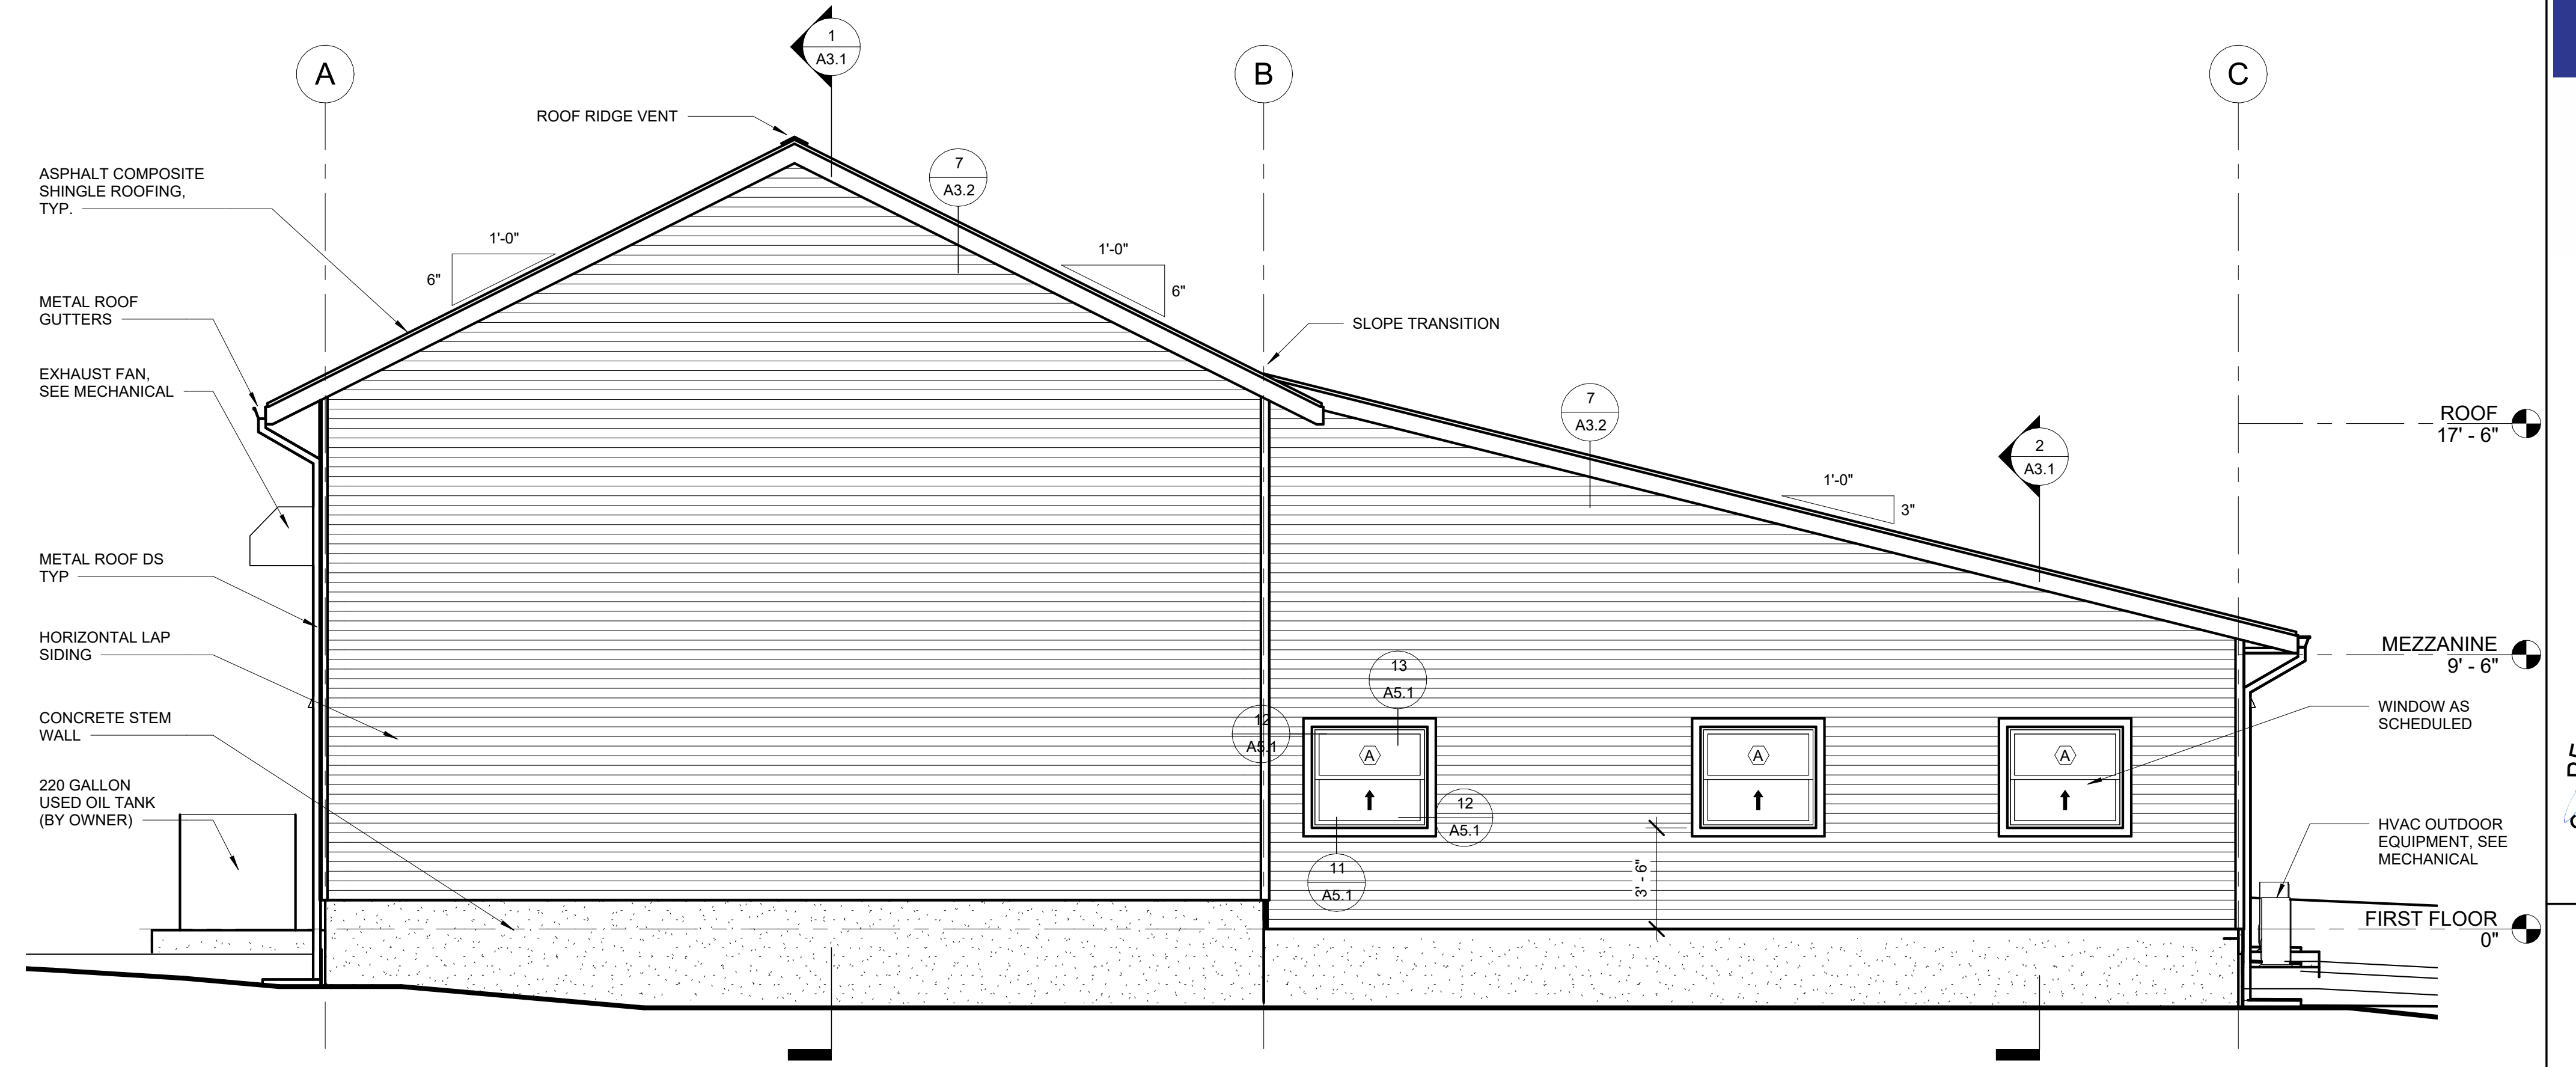 1
A3.1
A
B
C
ROOF RIDGE VENT
7
A3.2
ASPHALT COMPOSITE
SHINGLE ROOFING,
TYP.
1'-0"
6"
1'-0"
6"
METAL ROOF
GUTTERS
SLOPE TRANSITION
EXHAUST FAN,
SEE MECHANICAL
7
A3.2
ROOF
17' - 6"
2
A3.1
1'-0"
3"
METAL ROOF DS
TYP
HORIZONTAL LAP
SIDING
MEZZANINE
9' - 6"
13
A5.1
CONCRETE STEM
WALL
12
A5.1
WINDOW AS
SCHEDULED
A
A
A
220 GALLON
USED OIL TANK
(BY OWNER)
12
A5.1
HVAC OUTDOOR
EQUIPMENT, SEE
MECHANICAL
11
A5.1
3' - 6"
FIRST FLOOR
0"